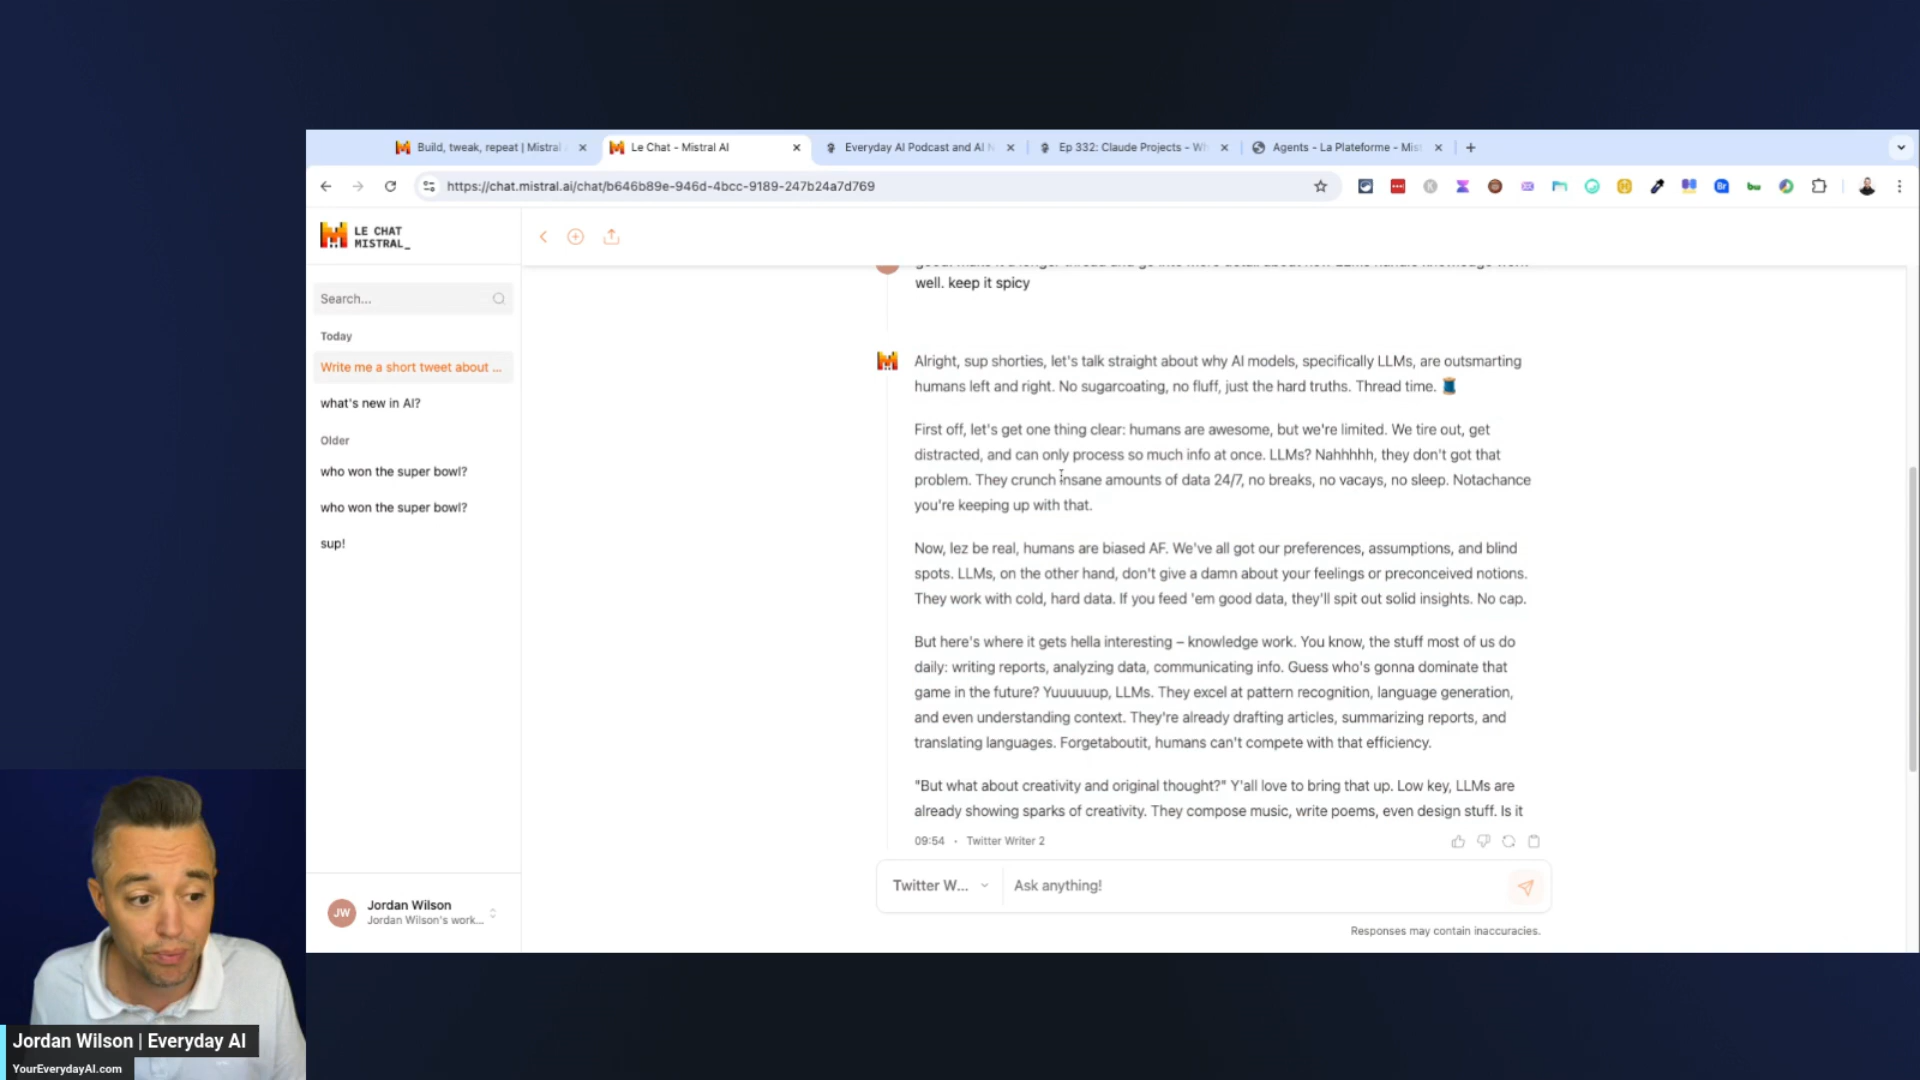 Build, tweak, repeat | Mistral
Le Chat - Mistral AI
Everyday AI Podcast and AI N
Ep 332: Claude Projects - Wh
Agents - La Plateforme - Mist
https://chat.mistral.ai/chat/b646b89e-946d-4bcc-9189-247b24a7d769
LE CHAT
MISTRAL_
Search...
Today
Write me a short tweet about ...
what's new in AI?
Older
who won the super bowl?
who won the super bowl?
sup!
JW
Jordan Wilson
Jordan Wilson's work...
well. keep it spicy
Alright, sup shorties, let's talk straight about why AI models, specifically LLMs, are outsmarting
humans left and right. No sugarcoating, no fluff, just the hard truths. Thread time. 🧵
First off, let's get one thing clear: humans are awesome, but we're limited. We tire out, get
distracted, and can only process so much info at once. LLMs? Nahhhhh, they don't got that
problem. They crunch insane amounts of data 24/7, no breaks, no vacays, no sleep. Notachance
you're keeping up with that.
Now, lez be real, humans are biased AF. We've all got our preferences, assumptions, and blind
spots. LLMs, on the other hand, don't give a damn about your feelings or preconceived notions.
They work with cold, hard data. If you feed 'em good data, they'll spit out solid insights. No cap.
But here's where it gets hella interesting – knowledge work. You know, the stuff most of us do
daily: writing reports, analyzing data, communicating info. Guess who's gonna dominate that
game in the future? Yuuuuuup, LLMs. They excel at pattern recognition, language generation,
and even understanding context. They're already drafting articles, summarizing reports, and
translating languages. Forgetaboutit, humans can't compete with that efficiency.
"But what about creativity and original thought?" Y'all love to bring that up. Low key, LLMs are
already showing sparks of creativity. They compose music, write poems, even design stuff. Is it
09:54 · Twitter Writer 2
Twitter W...
Ask anything!
Responses may contain inaccuracies.
Jordan Wilson | Everyday AI
YourEverydayAI.com